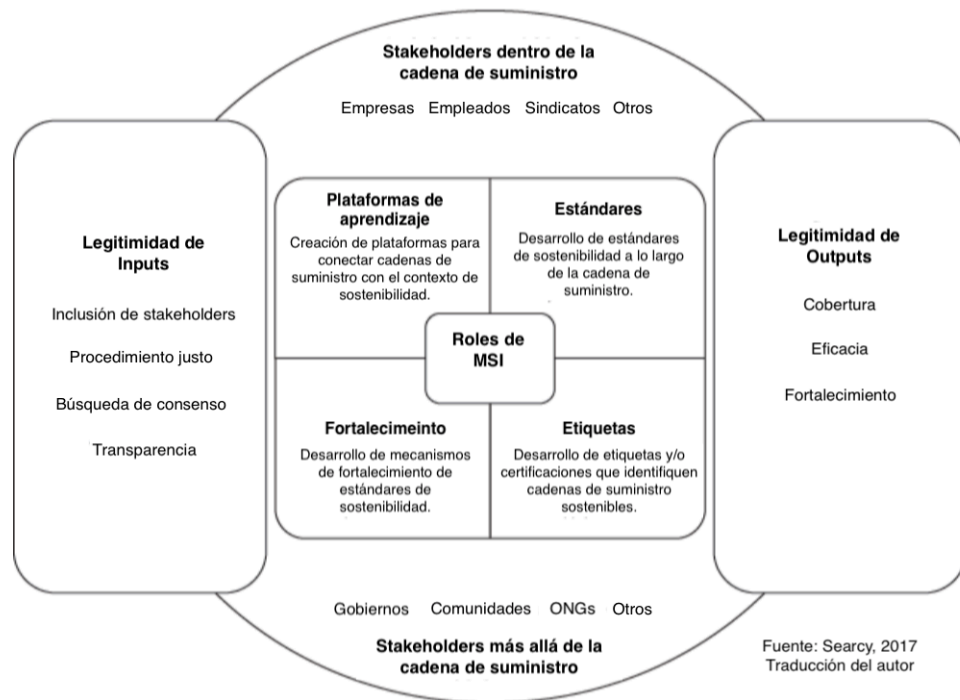 Stakeholders dentro de la
cadena de suministro
Empresas Empleados Sindicatos Otros
Legitimidad de
Inputs
Inclusión de stakeholders
Procedimiento justo
Búsqueda de consenso
Transparencia
Plataformas de
aprendizaje
Creación de plataformas para
conectar cadenas de
suministro con el contexto de
sostenibilidad.
Estándares
Desarrollo de estándares
de sostenibilidad a lo largo
de la cadena de
suministro.
Roles de
MSI
Fortalecimeinto
Desarrollo de mecanismos
de fortalecimiento de
estándares de
sostenibilidad.
Etiquetas
Desarrollo de etiquetas y/o
certificaciones que identifiquen
cadenas de suministro
sostenibles.
Legitimidad de
Outputs
Cobertura
Eficacia
Fortalecimiento
Gobiernos Comunidades ONGs Otros
Stakeholders más allá de la
cadena de suministro
Fuente: Searcy, 2017
Traducción del autor